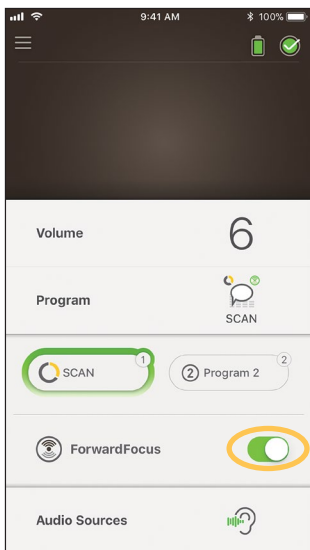 9:41 AM 100%
Volume 6
Program
SCAN
SCAN 1 2 Program 2 2
ForwardFocus
Audio Sources